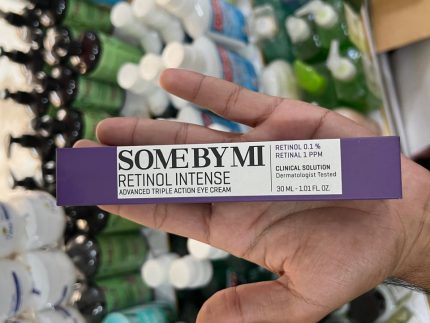 SOME BY MI
RETINOL INTENSE
ADVANCED TRIPLE ACTION EYE CREAM
RETINOL 0.1 %
RETINAL 1 PPM
CLINICAL SOLUTION
Dermatologist Tested
30 ML - 1.01 FL. OZ.